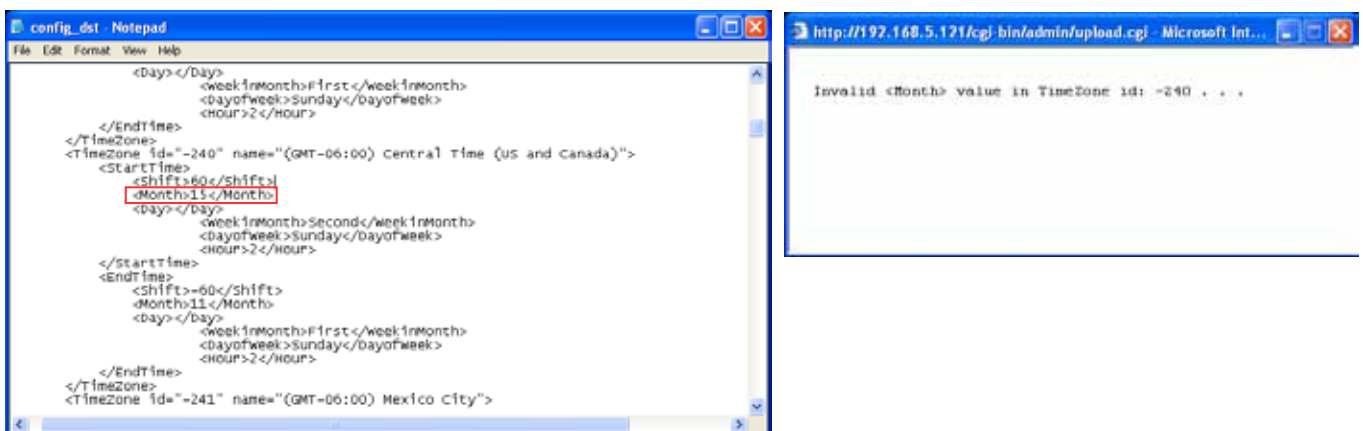 config_dst - Notepad
File Edit Format View Help
<Day></Day>
<WeekInMonth>First</WeekInMonth>
<DayofWeek>Sunday</DayofWeek>
<Hour>2</Hour>
</EndTime>
</TimeZone>
<TimeZone id="-240" name="(GMT-06:00) Central Time (US and Canada)">
<StartTime>
<Shift>60</Shift>
<Month>15</Month>
<Day></Day>
<WeekInMonth>Second</WeekInMonth>
<DayofWeek>Sunday</DayofWeek>
<Hour>2</Hour>
</StartTime>
<EndTime>
<Shift>-60</Shift>
<Month>11</Month>
<Day></Day>
<WeekInMonth>First</WeekInMonth>
<DayofWeek>Sunday</DayofWeek>
<Hour>2</Hour>
</EndTime>
</TimeZone>
<TimeZone id="-241" name="(GMT-06:00) Mexico City">
http://192.168.5.121/cgi-bin/admin/upload.cgi - Microsoft Int...
Invalid <Month> value in TimeZone id: -240 . . .